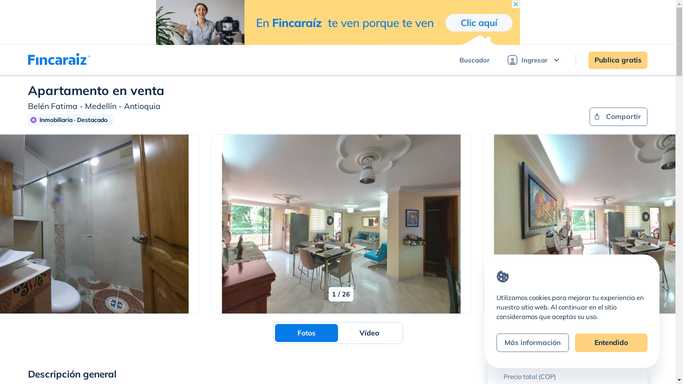 En Fincaraíz te ven porque te ven
Clic aquí
Fincaraíz
Buscador
Ingresar
Publica gratis
Apartamento en venta
Belén Fatima - Medellín - Antioquia
Inmobiliaria · Destacado
Compartir
1 / 26
Fotos
Vídeo
Utilizamos cookies para mejorar tu experiencia en
nuestro sitio web. Al continuar en el sitio
consideramos que aceptas su uso.
Más información
Entendido
Descripción general
Precio total (COP)